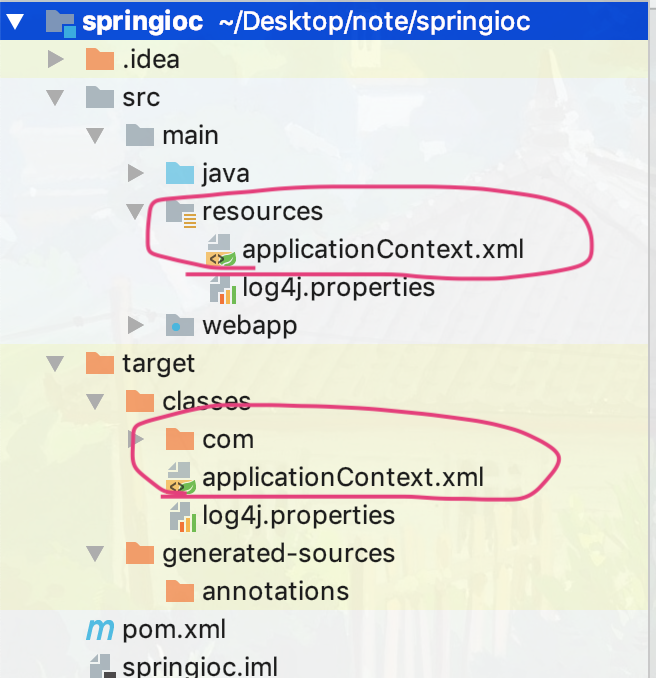 springioc ~/Desktop/note/springioc
.idea
src
main
java
resources
applicationContext.xml
log4j.properties
webapp
target
classes
com
applicationContext.xml
log4j.properties
generated-sources
annotations
m pom.xml
springioc.iml